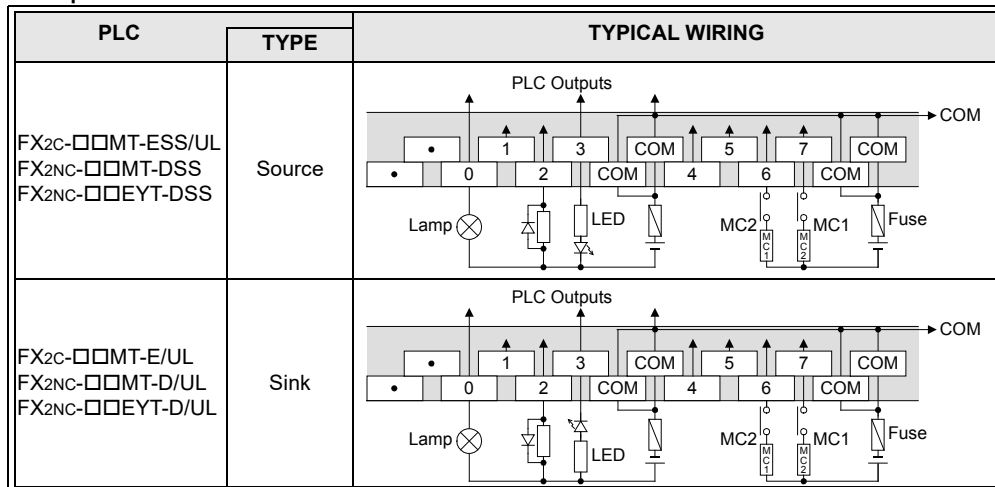 PLC TYPE TYPICAL WIRING
FX2C-□□MT-ESS/UL
FX2NC-□□MT-DSS
FX2NC-□□EYT-DSS
Source
PLC Outputs
COM
• 1 3 COM 5 7 COM
• 0 2 COM 4 6 COM
Lamp LED MC2 MC1 Fuse
MC1 MC2
FX2C-□□MT-E/UL
FX2NC-□□MT-D/UL
FX2NC-□□EYT-D/UL
Sink
PLC Outputs
COM
• 1 3 COM 5 7 COM
• 0 2 COM 4 6 COM
Lamp LED MC2 MC1 Fuse
MC1 MC2